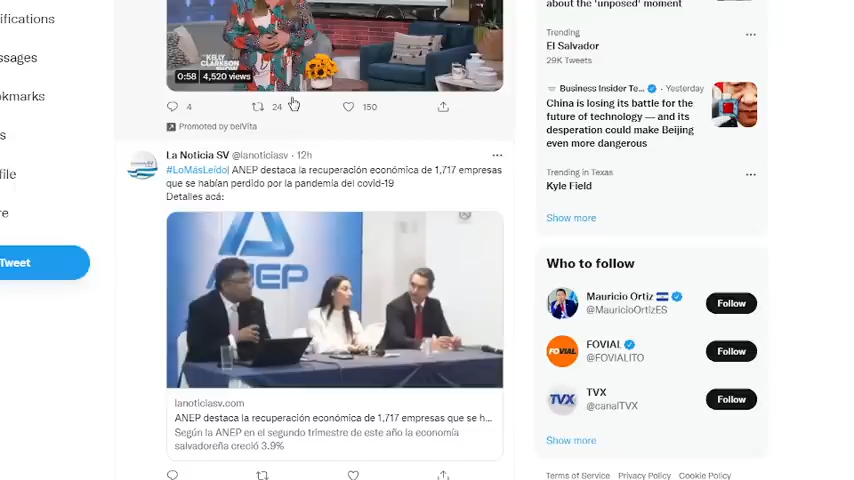 ifications
ssages
okmarks
s
file
re
Tweet
THE
KELLY
CLARKSON
SHOW
0:58 4,520 views
4 24 150
Promoted by belVita
La Noticia SV @lanoticiasv · 12h
#LoMásLeído| ANEP destaca la recuperación económica de 1,717 empresas
que se habían perdido por la pandemia del covid-19
Detalles acá:
ANEP
lanoticiasv.com
ANEP destaca la recuperación económica de 1,717 empresas que se h...
Según la ANEP en el segundo trimestre de este año la economía
salvadoreña creció 3.9%
about the 'unposed' moment
Trending
El Salvador
29K Tweets
Business Insider Te... · Yesterday
China is losing its battle for the
future of technology — and its
desperation could make Beijing
even more dangerous
Trending in Texas
Kyle Field
Show more
Who to follow
Mauricio Ortiz
@MauricioOrtizES
Follow
FOVIAL
FOVIAL
@FOVIALITO
Follow
TVX
TVX
@canalTVX
Follow
Show more
Terms of Service Privacy Policy Cookie Policy